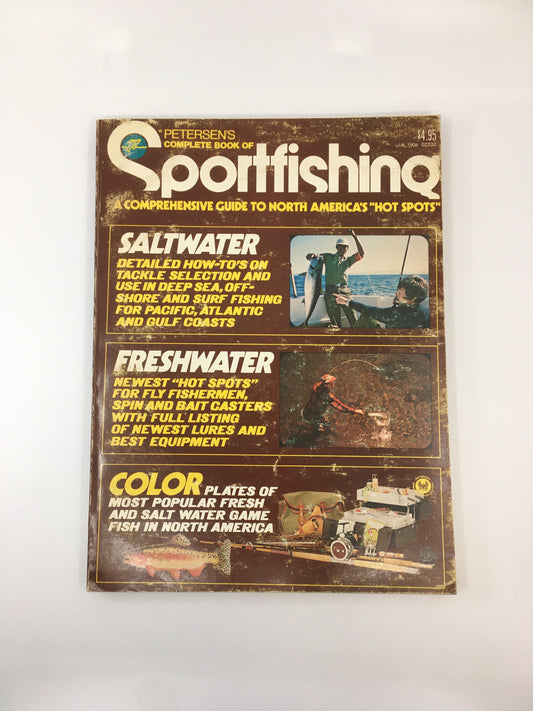 PETERSEN'S
COMPLETE BOOK OF
$4.95
Sportfishing
A COMPREHENSIVE GUIDE TO NORTH AMERICA'S "HOT SPOTS"
SALTWATER
DETAILED HOW-TO'S ON
TACKLE SELECTION AND
USE IN DEEP SEA, OFF-
SHORE AND SURF FISHING
FOR PACIFIC, ATLANTIC
AND GULF COASTS
FRESHWATER
NEWEST "HOT SPOTS"
FOR FLY FISHERMEN,
SPIN AND BAIT CASTERS
WITH FULL LISTING
OF NEWEST LURES AND
BEST EQUIPMENT
COLOR PLATES OF
MOST POPULAR FRESH
AND SALT WATER GAME
FISH IN NORTH AMERICA